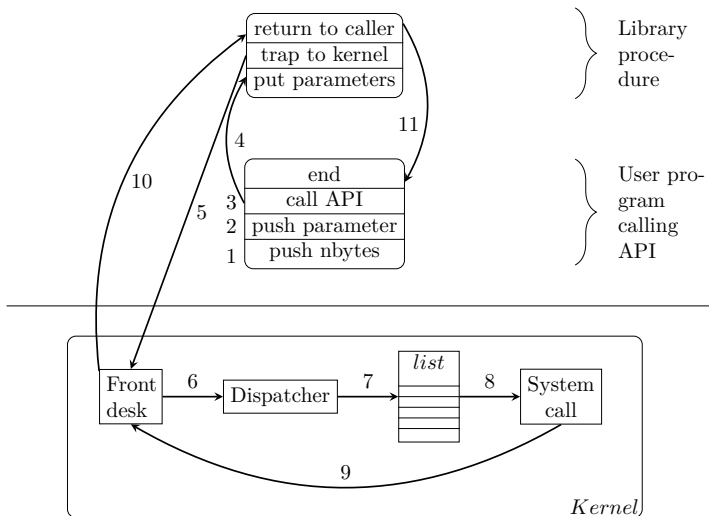 return to caller
trap to kernel
put parameters
Library
proce-
dure
11
4
10
5
end
3 call API
2 push parameter
1 push nbytes
User pro-
gram
calling
API
Front
desk
6
Dispatcher
7
list
8
System
call
9
Kernel